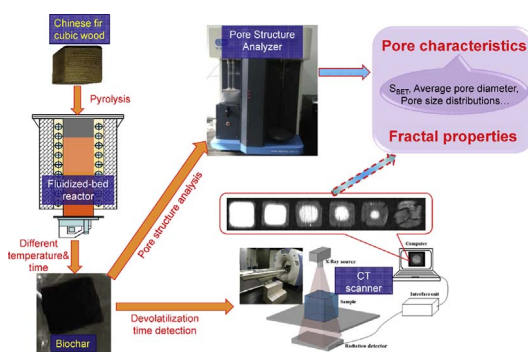 Chinese fir
cubic wood
Pyrolysis
Fluidized-bed
reactor
Different
temperature&
time
Biochar
Pore structure analysis
Devolatilization
time detection
Pore Structure
Analyzer
Pore characteristics
SBET, Average pore diameter,
Pore size distributions...
Fractal properties
Computer
X-Ray source
CT
scanner
Sample
Interface unit
Radiation detector